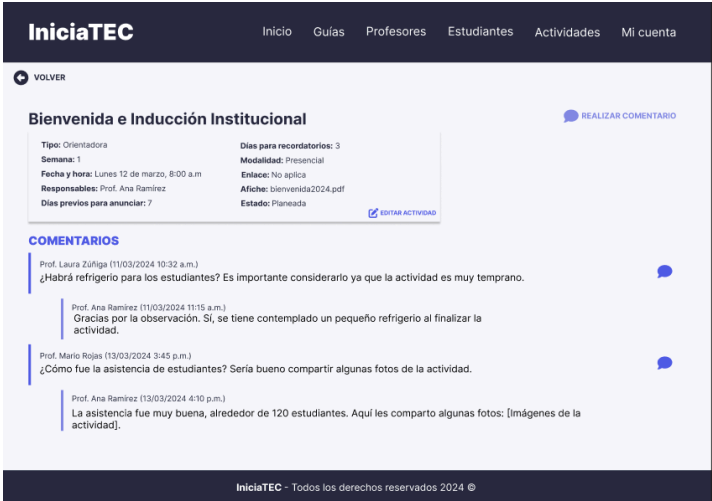 IniciaTEC
Inicio Guías Profesores Estudiantes Actividades Mi cuenta
VOLVER
Bienvenida e Inducción Institucional
REALIZAR COMENTARIO
Tipo: Orientadora
Semana: 1
Fecha y hora: Lunes 12 de marzo, 8:00 a.m
Responsables: Prof. Ana Ramírez
Días previos para anunciar: 7
Días para recordatorios: 3
Modalidad: Presencial
Enlace: No aplica
Afiche: bienvenida2024.pdf
Estado: Planeada
EDITAR ACTIVIDAD
COMENTARIOS
Prof. Laura Zúñiga (11/03/2024 10:32 a.m.)
¿Habrá refrigerio para los estudiantes? Es importante considerarlo ya que la actividad es muy temprano.
Prof. Ana Ramírez (11/03/2024 11:15 a.m.)
Gracias por la observación. Sí, se tiene contemplado un pequeño refrigerio al finalizar la
actividad.
Prof. Mario Rojas (13/03/2024 3:45 p.m.)
¿Cómo fue la asistencia de estudiantes? Sería bueno compartir algunas fotos de la actividad.
Prof. Ana Ramírez (13/03/2024 4:10 p.m.)
La asistencia fue muy buena, alrededor de 120 estudiantes. Aquí les comparto algunas fotos: [Imágenes de la
actividad].
IniciaTEC - Todos los derechos reservados 2024 ©